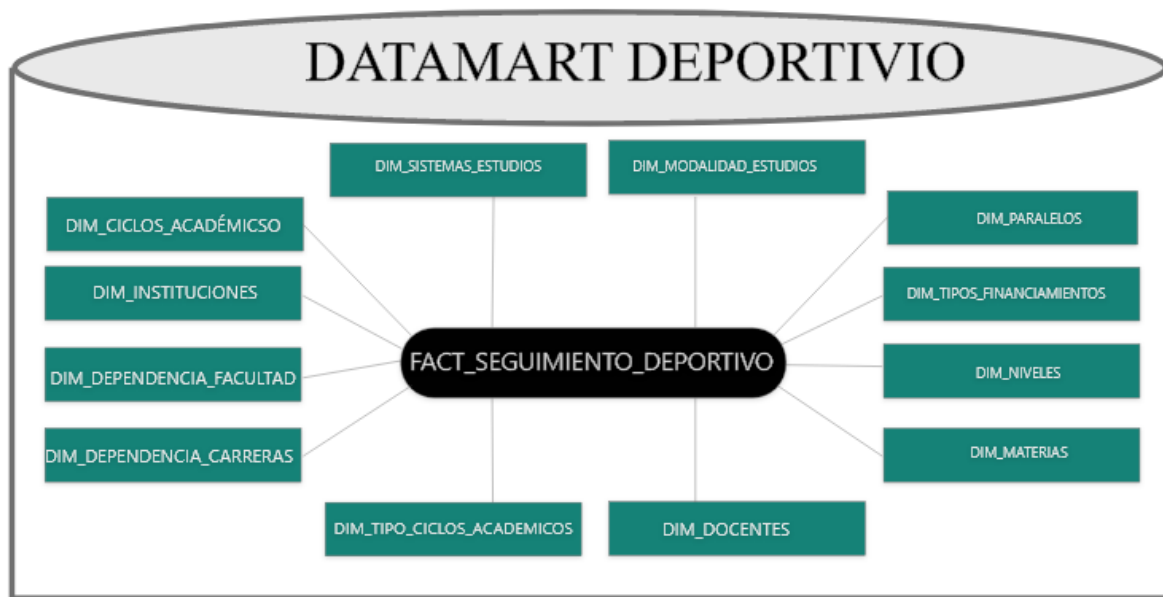 DATAMART DEPORTIVIO
DIM_SISTEMAS_ESTUDIOS
DIM_MODALIDAD_ESTUDIOS
DIM_CICLOS_ACADÉMICSO
DIM_PARALELOS
DIM_INSTITUCIONES
DIM_TIPOS_FINANCIAMIENTOS
FACT_SEGUIMIENTO_DEPORTIVO
DIM_DEPENDENCIA_FACULTAD
DIM_NIVELES
DIM_DEPENDENCIA_CARRERAS
DIM_MATERIAS
DIM_TIPO_CICLOS_ACADEMICOS
DIM_DOCENTES